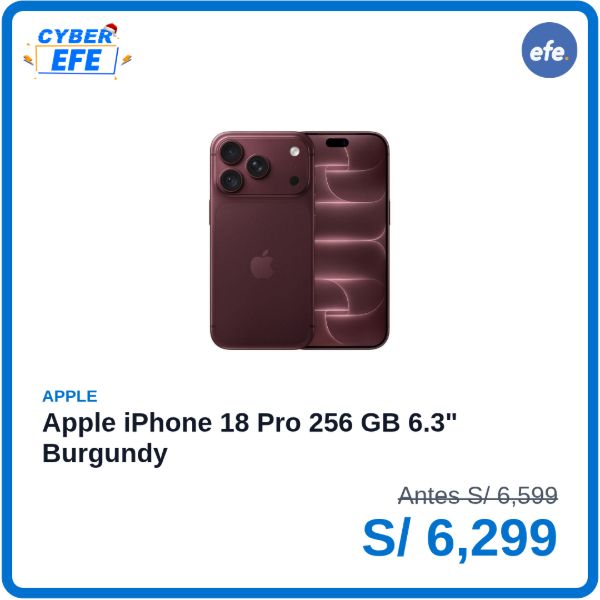 CYBER
EFE
efe.
APPLE
Apple iPhone 18 Pro 256 GB 6.3"
Burgundy
Antes S/ 6,599
S/ 6,299